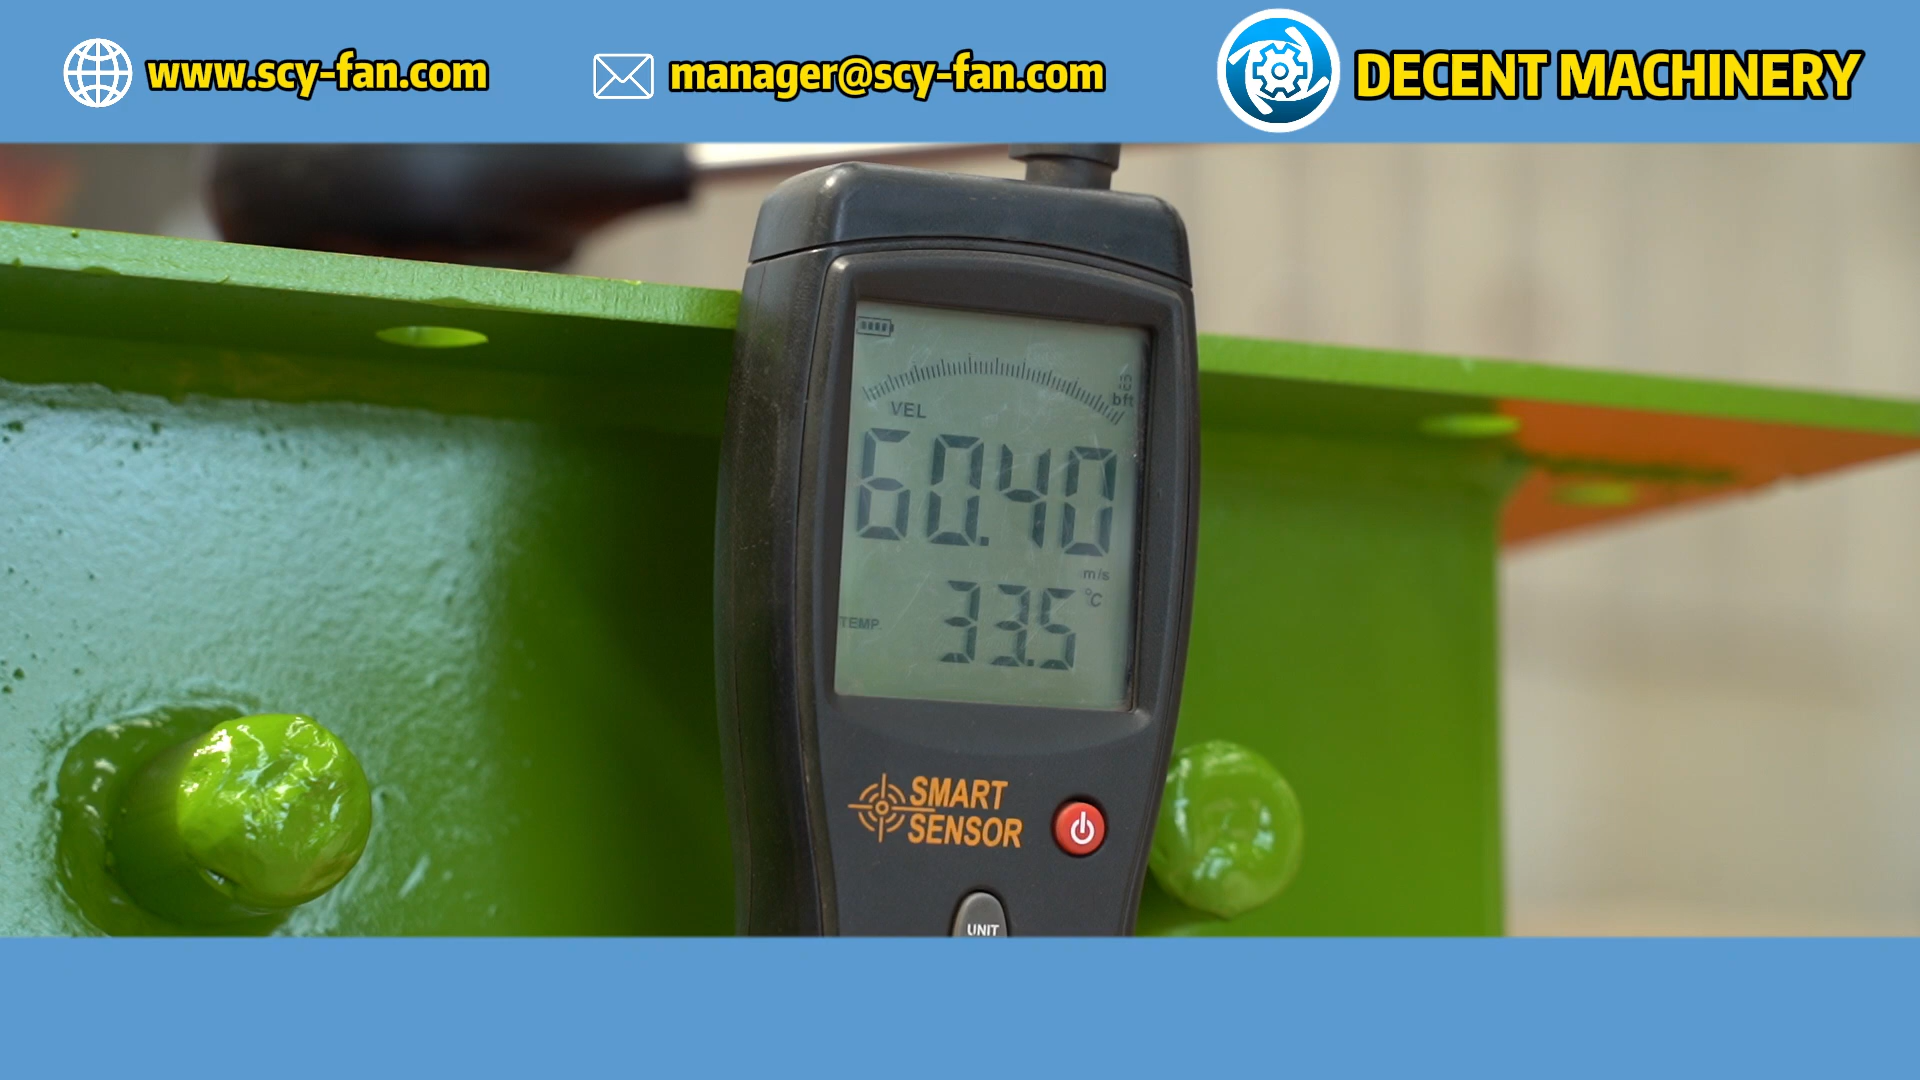 www.scy-fan.com
manager@scy-fan.com
DECENT MACHINERY
bft
VEL
60.40
m/s
°C
TEMP.
33.5
SMART
SENSOR
UNIT